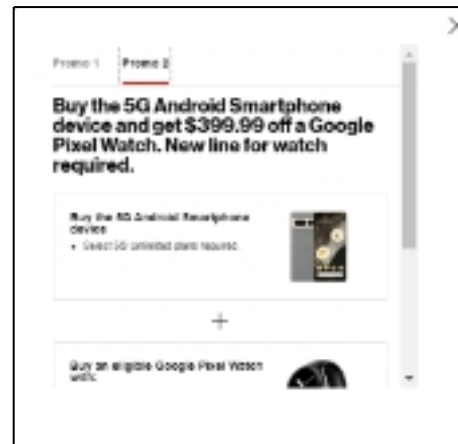 Promo 1 Promo 2
Buy the 5G Android Smartphone
device and get $399.99 off a Google
Pixel Watch. New line for watch
required.
Buy the 5G Android Smartphone
device
• Select 5G Unlimited plans required.
+
Buy an eligible Google Pixel Watch
with: